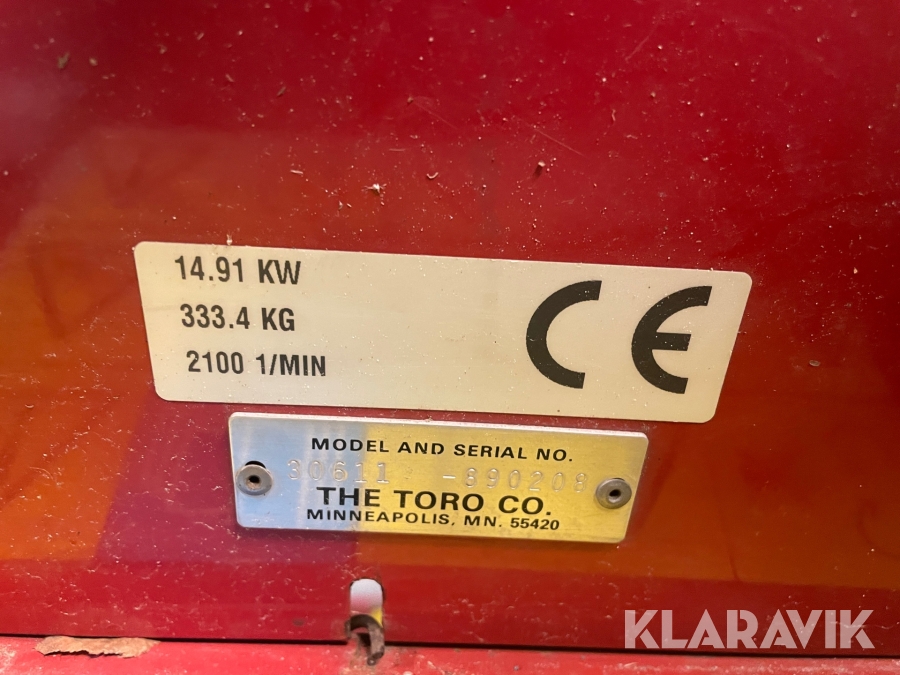 14.91 KW
333.4 KG
2100 1/MIN
CE
MODEL AND SERIAL NO.
30611 -890208
THE TORO CO.
MINNEAPOLIS, MN. 55420
KLARAVIK